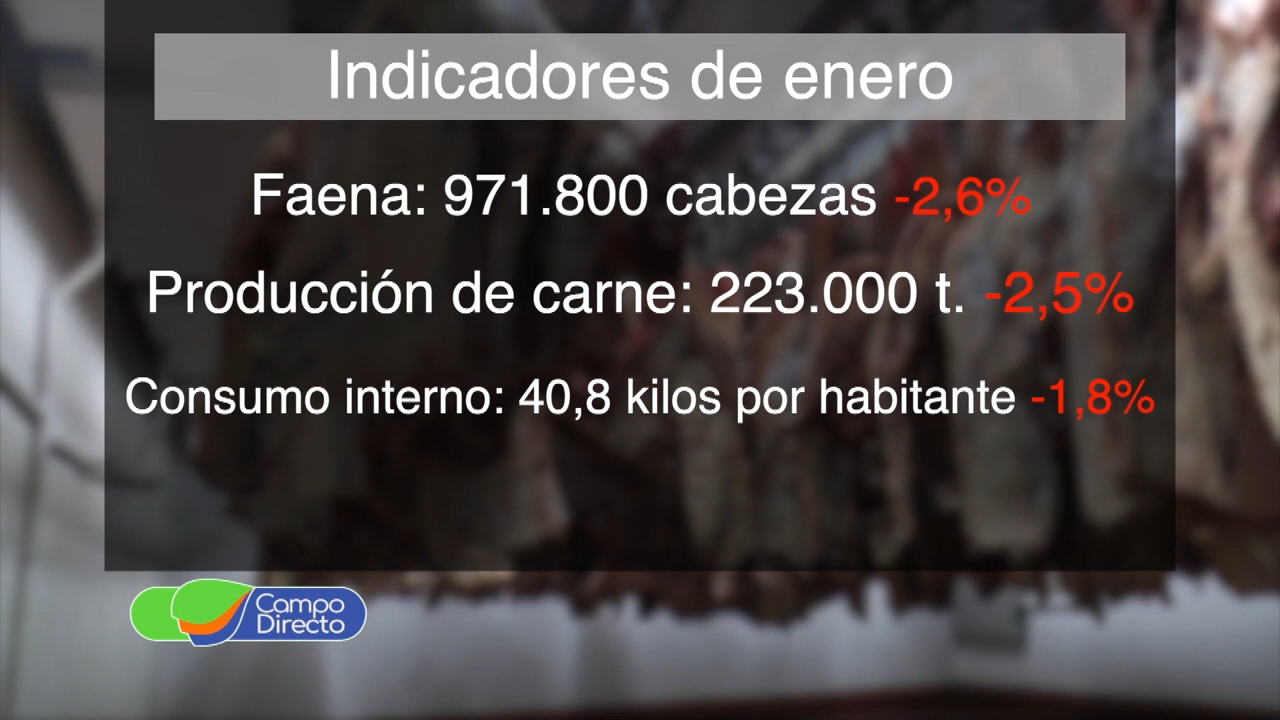 Indicadores de enero
Faena: 971.800 cabezas -2,6%
Producción de carne: 223.000 t. -2,5%
Consumo interno: 40,8 kilos por habitante -1,8%
Campo
Directo